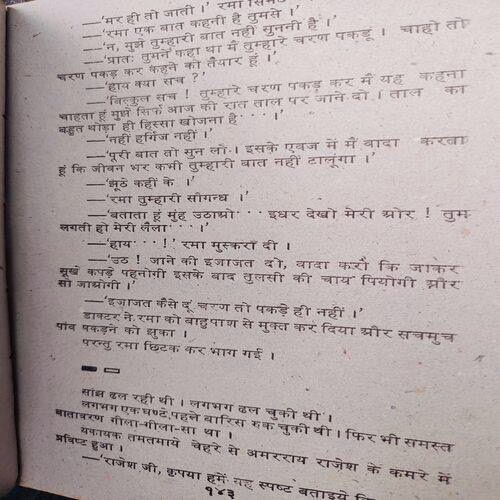 —'मर ही तो जाती ।' रमा
—'रमा एक बात कहनी है तुमसे ।'
—'न, मुझे तुम्हारी बात नहीं सुननी है ।'
—'प्रातः तुमने कहा था मैं तुम्हारे चरण पकड़ूं । चाहो तो
चरण पकड़ कर कहने को तैयार हूं ।'
—'हाय क्या सच ?'
—'बिल्कुल सच ! तुम्हारे चरण पकड़ कर मैं यह कहना
चाहता हूं मुझे सिर्फ आज की रात ताल पर जाने दो । ताल का
बहुत थोड़ा ही हिस्सा खोजना है ···।'
—'नहीं हर्गिज नहीं ।'
—'पूरी बात तो सुन लो । इसके एवज में मैं वादा करता
हूं कि जीवन भर कभी तुम्हारी बात नहीं टालूंगा ।'
—'झूठे कहीं के ।'
—'रमा तुम्हारी सौगन्ध ।'
—'बताता हूं मुंह उठाओ···इधर देखो मेरी ओर ! तुम
लगती हो मेरी लैला···।'
—'हाय···!' रमा मुस्करा दी ।
—'उठ ! जाने की इजाजत दो, वादा करो कि जाकर
सूखे कपड़े पहनोगी इसके बाद तुलसी की चाय पियोगी और
सो जाओगी ।'
—'इजाजत कैसे दूं चरण तो पकड़े ही नहीं ।'
डाक्टर ने रमा को बाहुपाश से मुक्त कर दिया और सचमुच
पांव पकड़ने को झुका ।
परन्तु रमा छिटक कर भाग गई ।
सांझ ढल रही थी । लगभग ढल चुकी थी ।
लगभग एक घण्टे पहले बारिस रुक चुकी थी । फिर भी समस्त
वातावरण गीला-गीला-सा था ।
यकायक तमतमाये चेहरे से अमरराय राजेश के कमरे में
प्रविष्ट हुआ ।
—'राजेश जी, कृपया हमें यह स्पष्ट बताइये
१४३